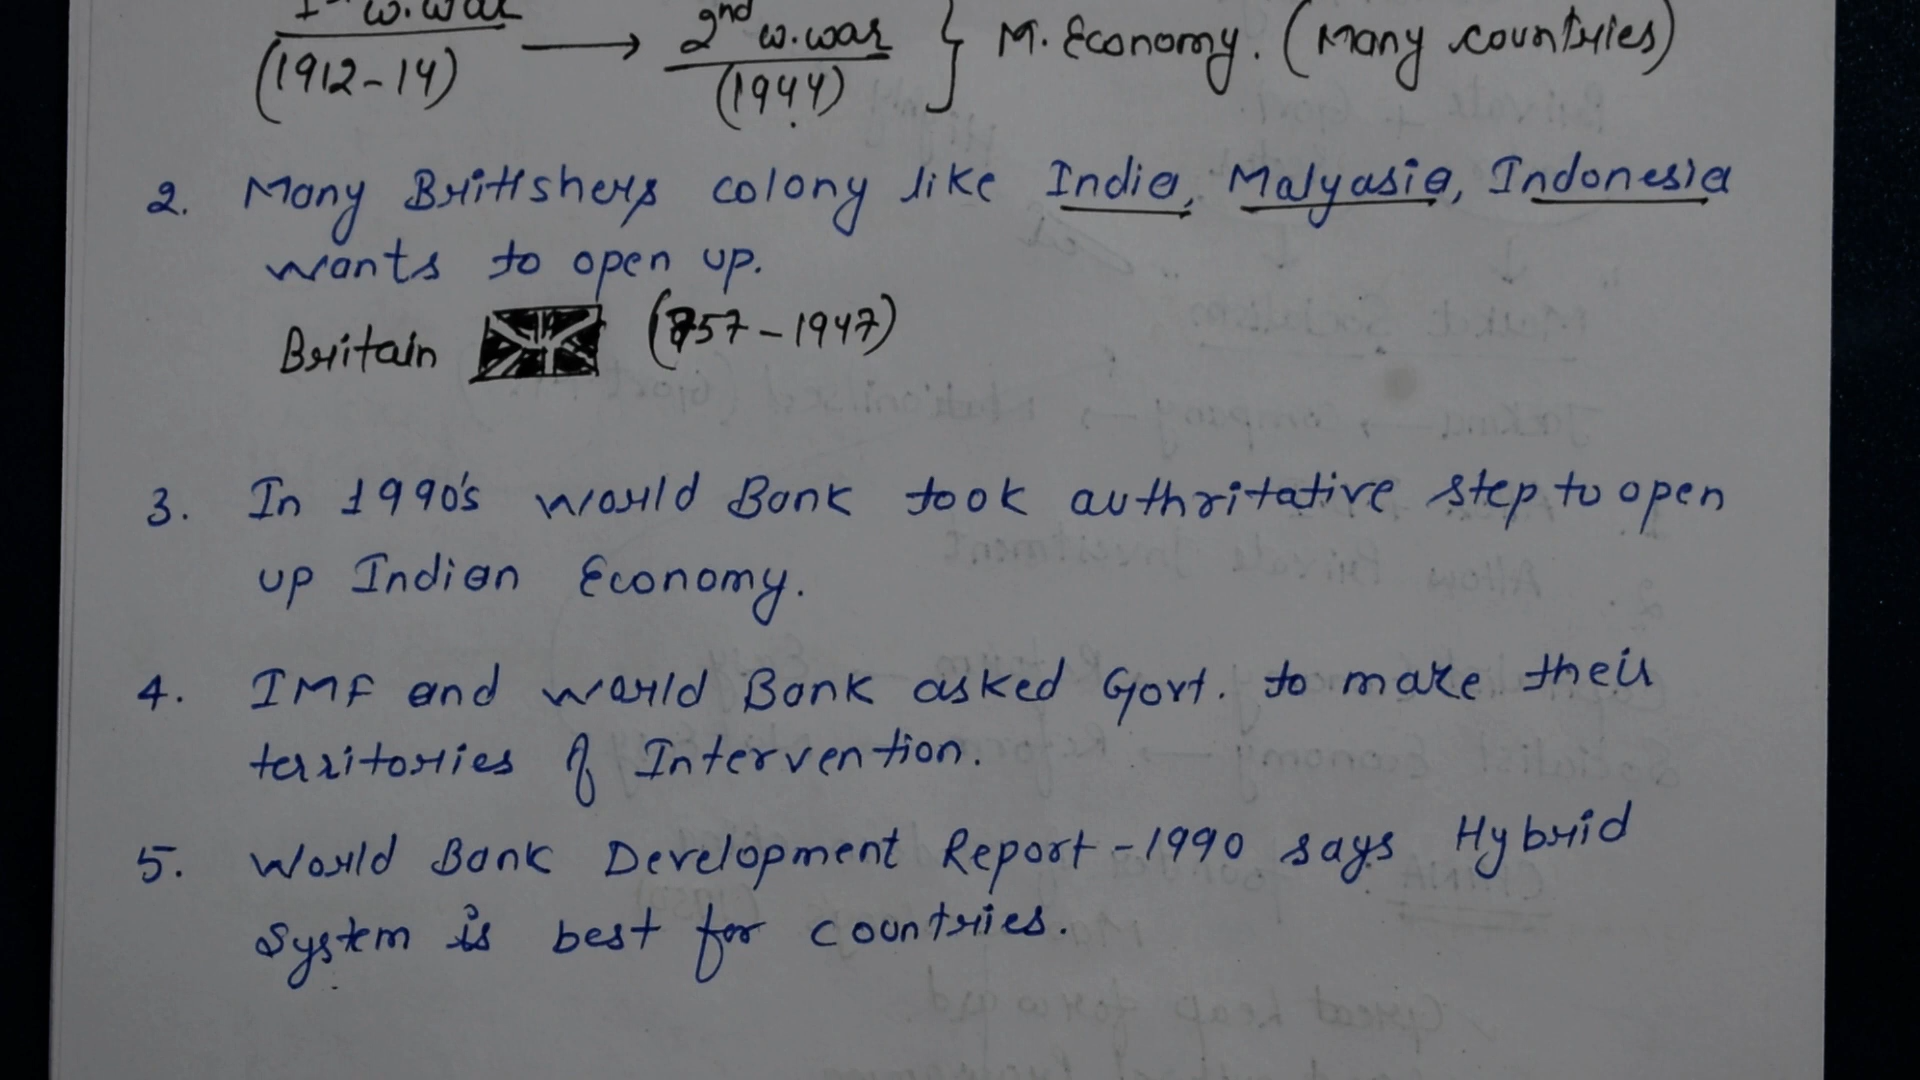 1st W. War → 2nd W. War } M. Economy. (Many countries)
(1912-14) (1944)
2. Many Brittshers colony like India, Malyasia, Indonesia
wants to open up.
Britain (757-1947)
3. In 1990's World Bank took authritative step to open
up Indian Economy.
4. IMF and World Bank asked Govt. to make their
territories of Intervention.
5. World Bank Development Report-1990 says Hybrid
System is best for countries.